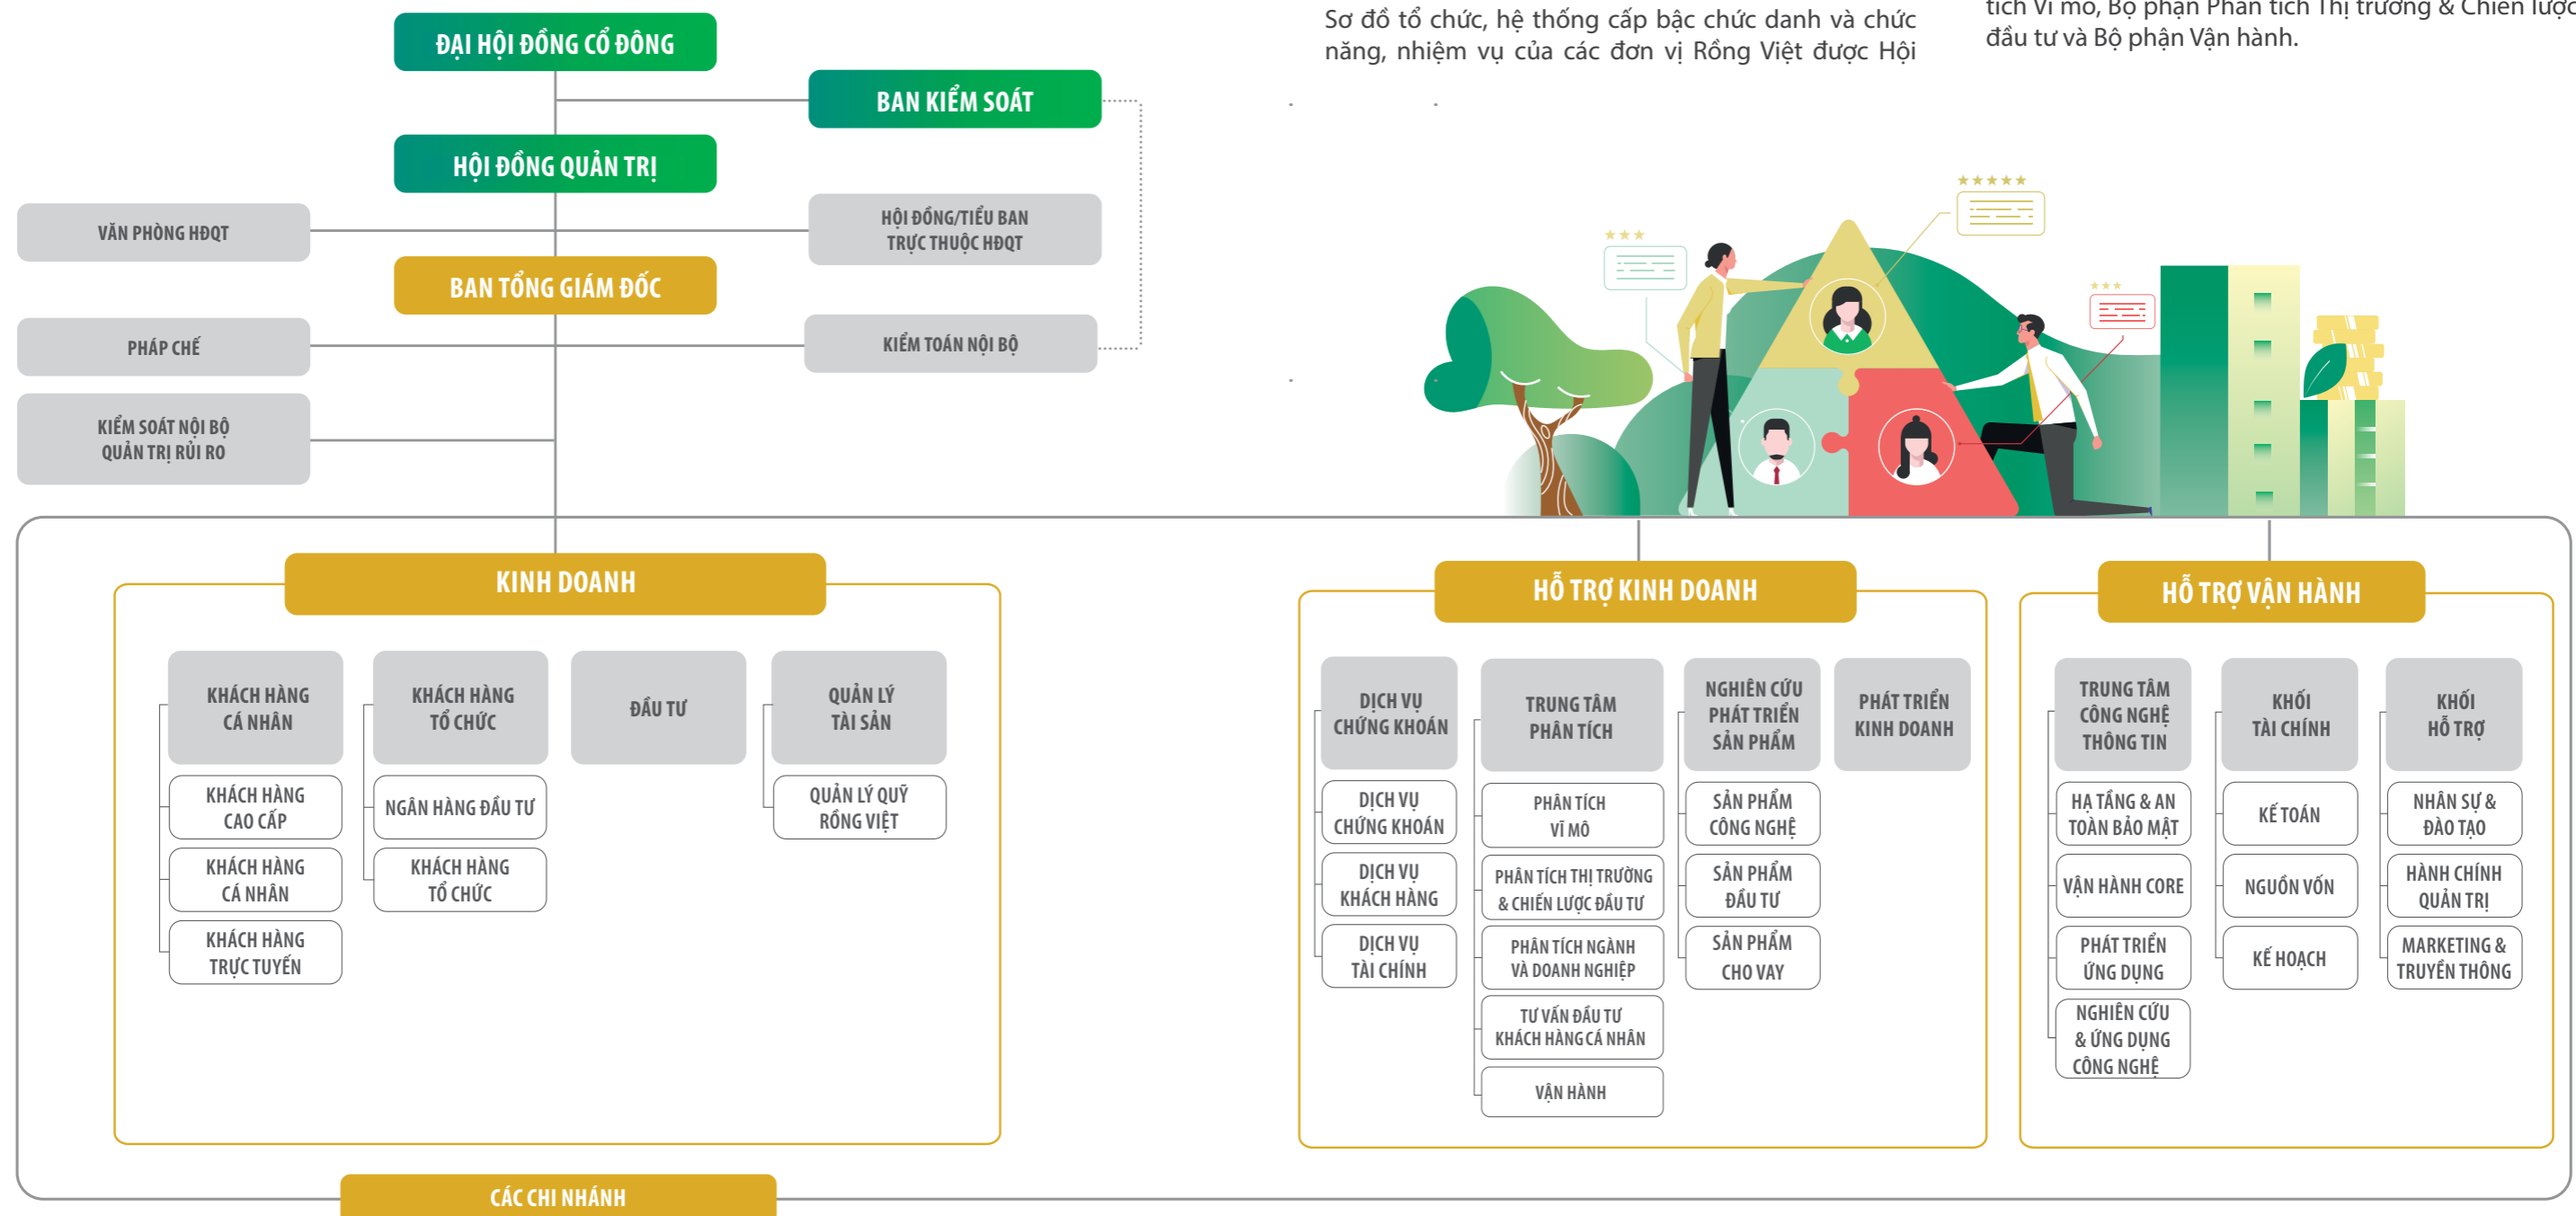 Sơ đồ tổ chức, hệ thống cấp bậc chức danh và chức
năng, nhiệm vụ của các đơn vị Rồng Việt được Hội
tích Vĩ mô, Bộ phận Phân tích Thị trường & Chiến lược
đầu tư và Bộ phận Vận hành.
ĐẠI HỘI ĐỒNG CỔ ĐÔNG
BAN KIỂM SOÁT
HỘI ĐỒNG QUẢN TRỊ
VĂN PHÒNG HĐQT
HỘI ĐỒNG/TIỂU BAN
TRỰC THUỘC HĐQT
BAN TỔNG GIÁM ĐỐC
PHÁP CHẾ
KIỂM TOÁN NỘI BỘ
KIỂM SOÁT NỘI BỘ
QUẢN TRỊ RỦI RO
KINH DOANH
KHÁCH HÀNG
CÁ NHÂN
KHÁCH HÀNG
CAO CẤP
KHÁCH HÀNG
CÁ NHÂN
KHÁCH HÀNG
TRỰC TUYẾN
KHÁCH HÀNG
TỔ CHỨC
NGÂN HÀNG ĐẦU TƯ
KHÁCH HÀNG
TỔ CHỨC
ĐẦU TƯ
QUẢN LÝ
TÀI SẢN
QUẢN LÝ QUỸ
RỒNG VIỆT
HỖ TRỢ KINH DOANH
DỊCH VỤ
CHỨNG KHOÁN
DỊCH VỤ
CHỨNG KHOÁN
DỊCH VỤ
KHÁCH HÀNG
DỊCH VỤ
TÀI CHÍNH
TRUNG TÂM
PHÂN TÍCH
PHÂN TÍCH
VĨ MÔ
PHÂN TÍCH THỊ TRƯỜNG
& CHIẾN LƯỢC ĐẦU TƯ
PHÂN TÍCH NGÀNH
VÀ DOANH NGHIỆP
TƯ VẤN ĐẦU TƯ
KHÁCH HÀNG CÁ NHÂN
VẬN HÀNH
NGHIÊN CỨU
PHÁT TRIỂN
SẢN PHẨM
SẢN PHẨM
CÔNG NGHỆ
SẢN PHẨM
ĐẦU TƯ
SẢN PHẨM
CHO VAY
PHÁT TRIỂN
KINH DOANH
HỖ TRỢ VẬN HÀNH
TRUNG TÂM
CÔNG NGHỆ
THÔNG TIN
HẠ TẦNG & AN
TOÀN BẢO MẬT
VẬN HÀNH CORE
PHÁT TRIỂN
ỨNG DỤNG
NGHIÊN CỨU
& ỨNG DỤNG
CÔNG NGHỆ
KHỐI
TÀI CHÍNH
KẾ TOÁN
NGUỒN VỐN
KẾ HOẠCH
KHỐI
HỖ TRỢ
NHÂN SỰ &
ĐÀO TẠO
HÀNH CHÍNH
QUẢN TRỊ
MARKETING &
TRUYỀN THÔNG
CÁC CHI NHÁNH